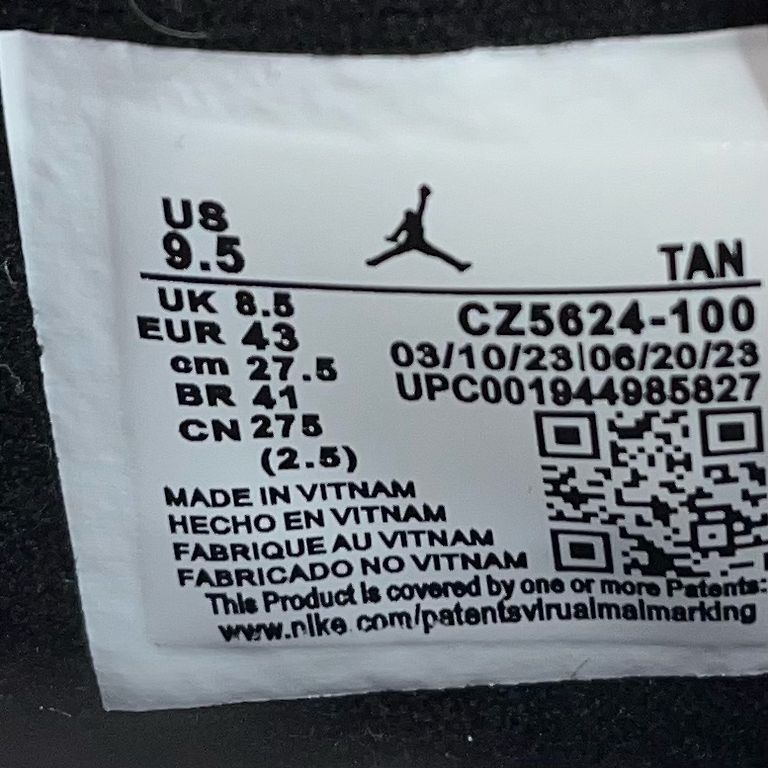 US
9.5
TAN
UK 8.5
EUR 43
cm 27.5
BR 41
CN 275
(2.5)
CZ5624-100
03/10/23|06/20/23
UPC001944985827
MADE IN VITNAM
HECHO EN VITNAM
FABRIQUE AU VITNAM
FABRICADO NO VITNAM
This Product is covered by one or more Patents:
www.nike.com/patentsvirualmalmarking